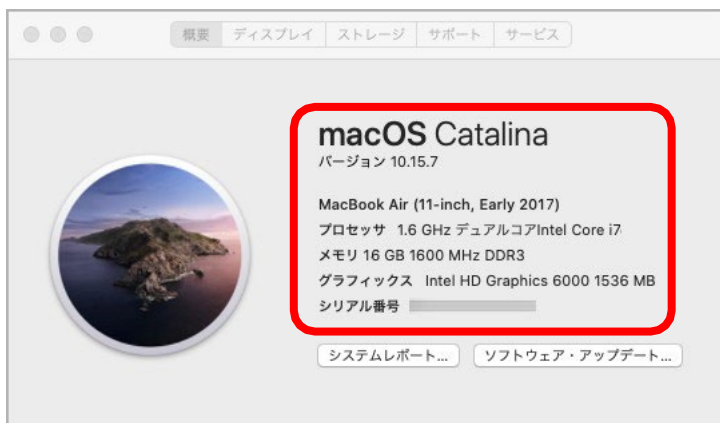 概要 ディスプレイ ストレージ サポート サービス
macOS Catalina
バージョン 10.15.7
MacBook Air (11-inch, Early 2017)
プロセッサ 1.6 GHz デュアルコアIntel Core i7
メモリ 16 GB 1600 MHz DDR3
グラフィックス Intel HD Graphics 6000 1536 MB
シリアル番号
システムレポート... ソフトウェア・アップデート...